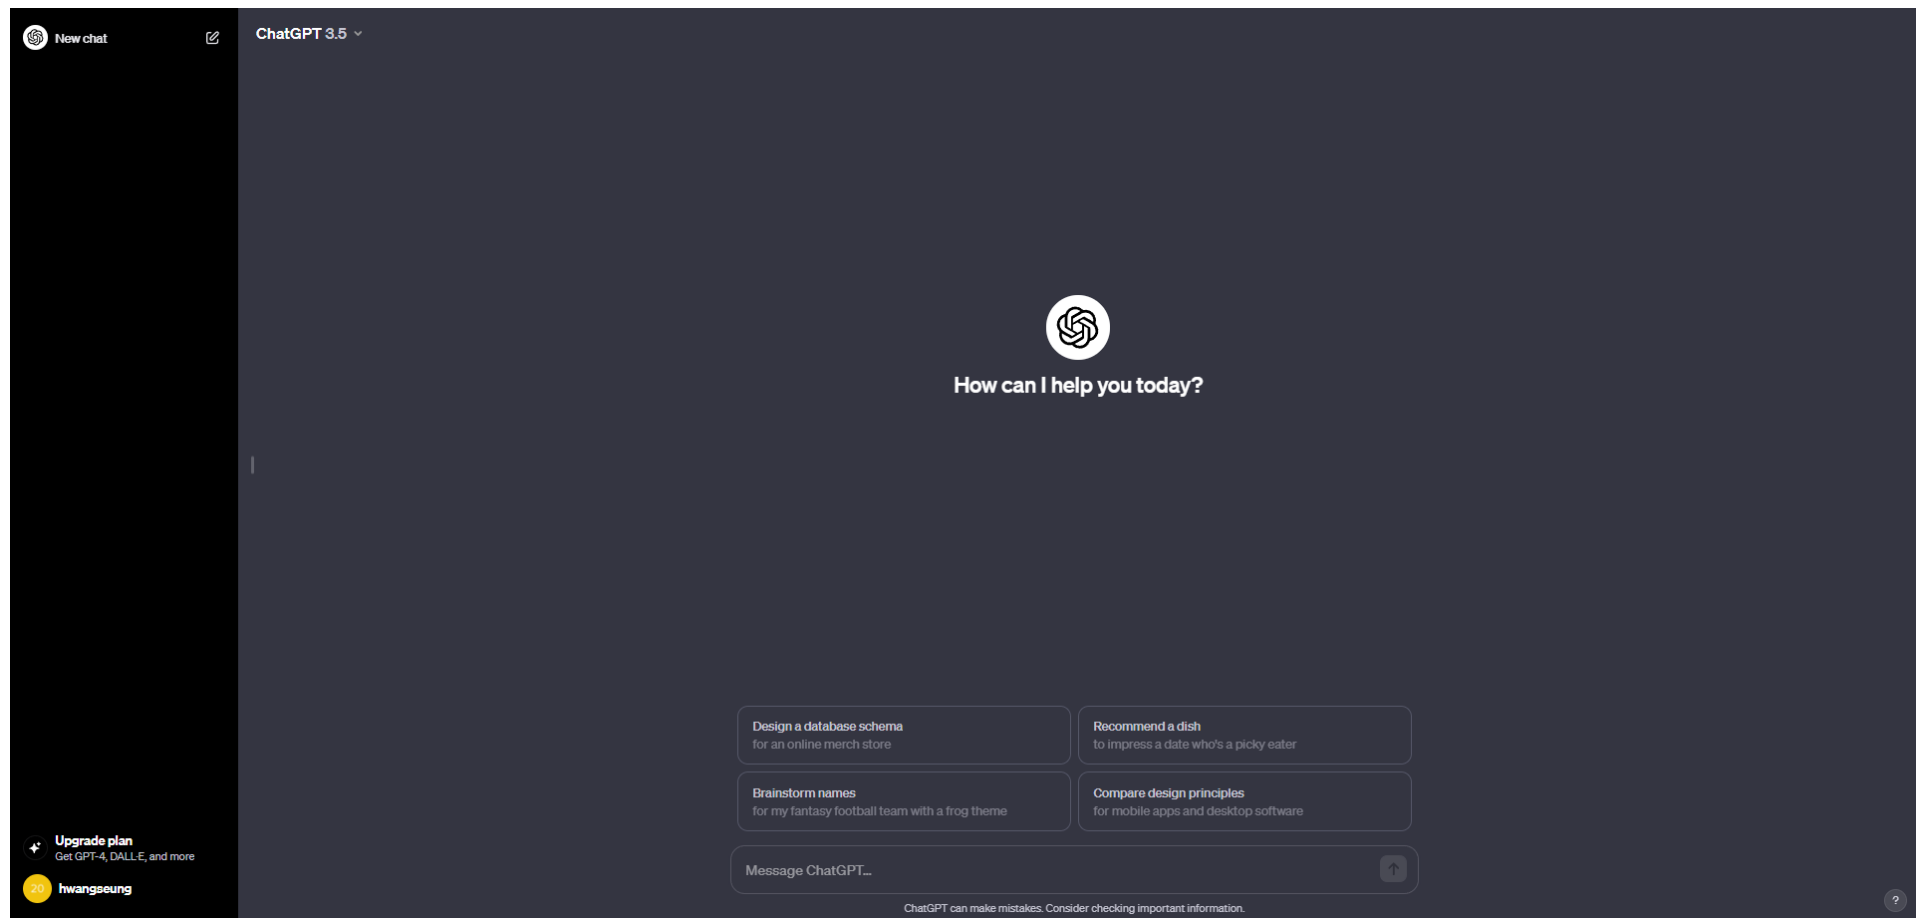 New chat
ChatGPT 3.5
How can I help you today?
Design a database schema
for an online merch store
Recommend a dish
to impress a date who's a picky eater
Brainstorm names
for my fantasy football team with a frog theme
Compare design principles
for mobile apps and desktop software
Upgrade plan
Get GPT-4, DALL·E, and more
20 hwangseung
Message ChatGPT...
ChatGPT can make mistakes. Consider checking important information.
?